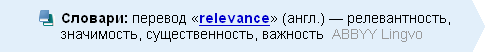 Словари: перевод «relevance» (англ.) — релевантность,
значимость, существенность, важность ABBYY Lingvo